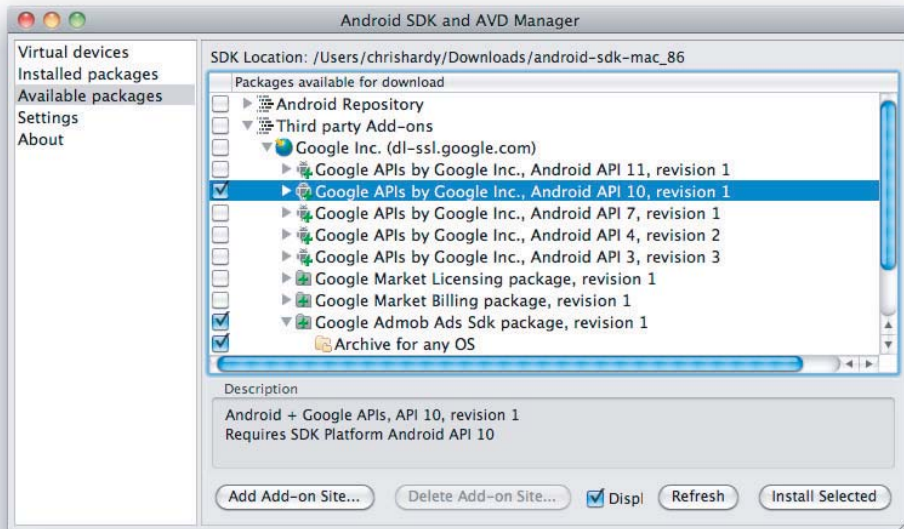 Android SDK and AVD Manager
Virtual devices
Installed packages
Available packages
Settings
About
SDK Location: /Users/chrishardy/Downloads/android-sdk-mac_86
Packages available for download
Android Repository
Third party Add-ons
Google Inc. (dl-ssl.google.com)
Google APIs by Google Inc., Android API 11, revision 1
Google APIs by Google Inc., Android API 10, revision 1
Google APIs by Google Inc., Android API 7, revision 1
Google APIs by Google Inc., Android API 4, revision 2
Google APIs by Google Inc., Android API 3, revision 3
Google Market Licensing package, revision 1
Google Market Billing package, revision 1
Google Admob Ads Sdk package, revision 1
Archive for any OS
Description
Android + Google APIs, API 10, revision 1
Requires SDK Platform Android API 10
Add Add-on Site... Delete Add-on Site... Displ Refresh Install Selected